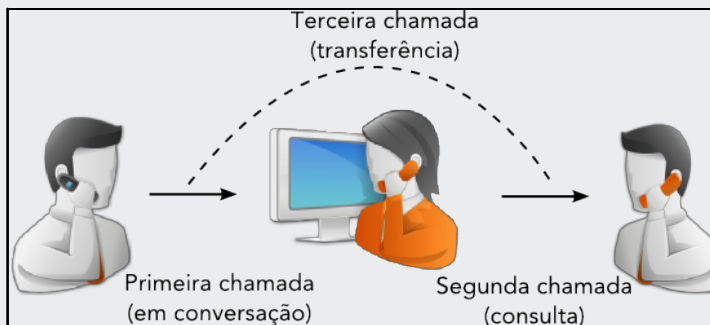 Terceira chamada
(transferência)
Primeira chamada
(em conversação)
Segunda chamada
(consulta)